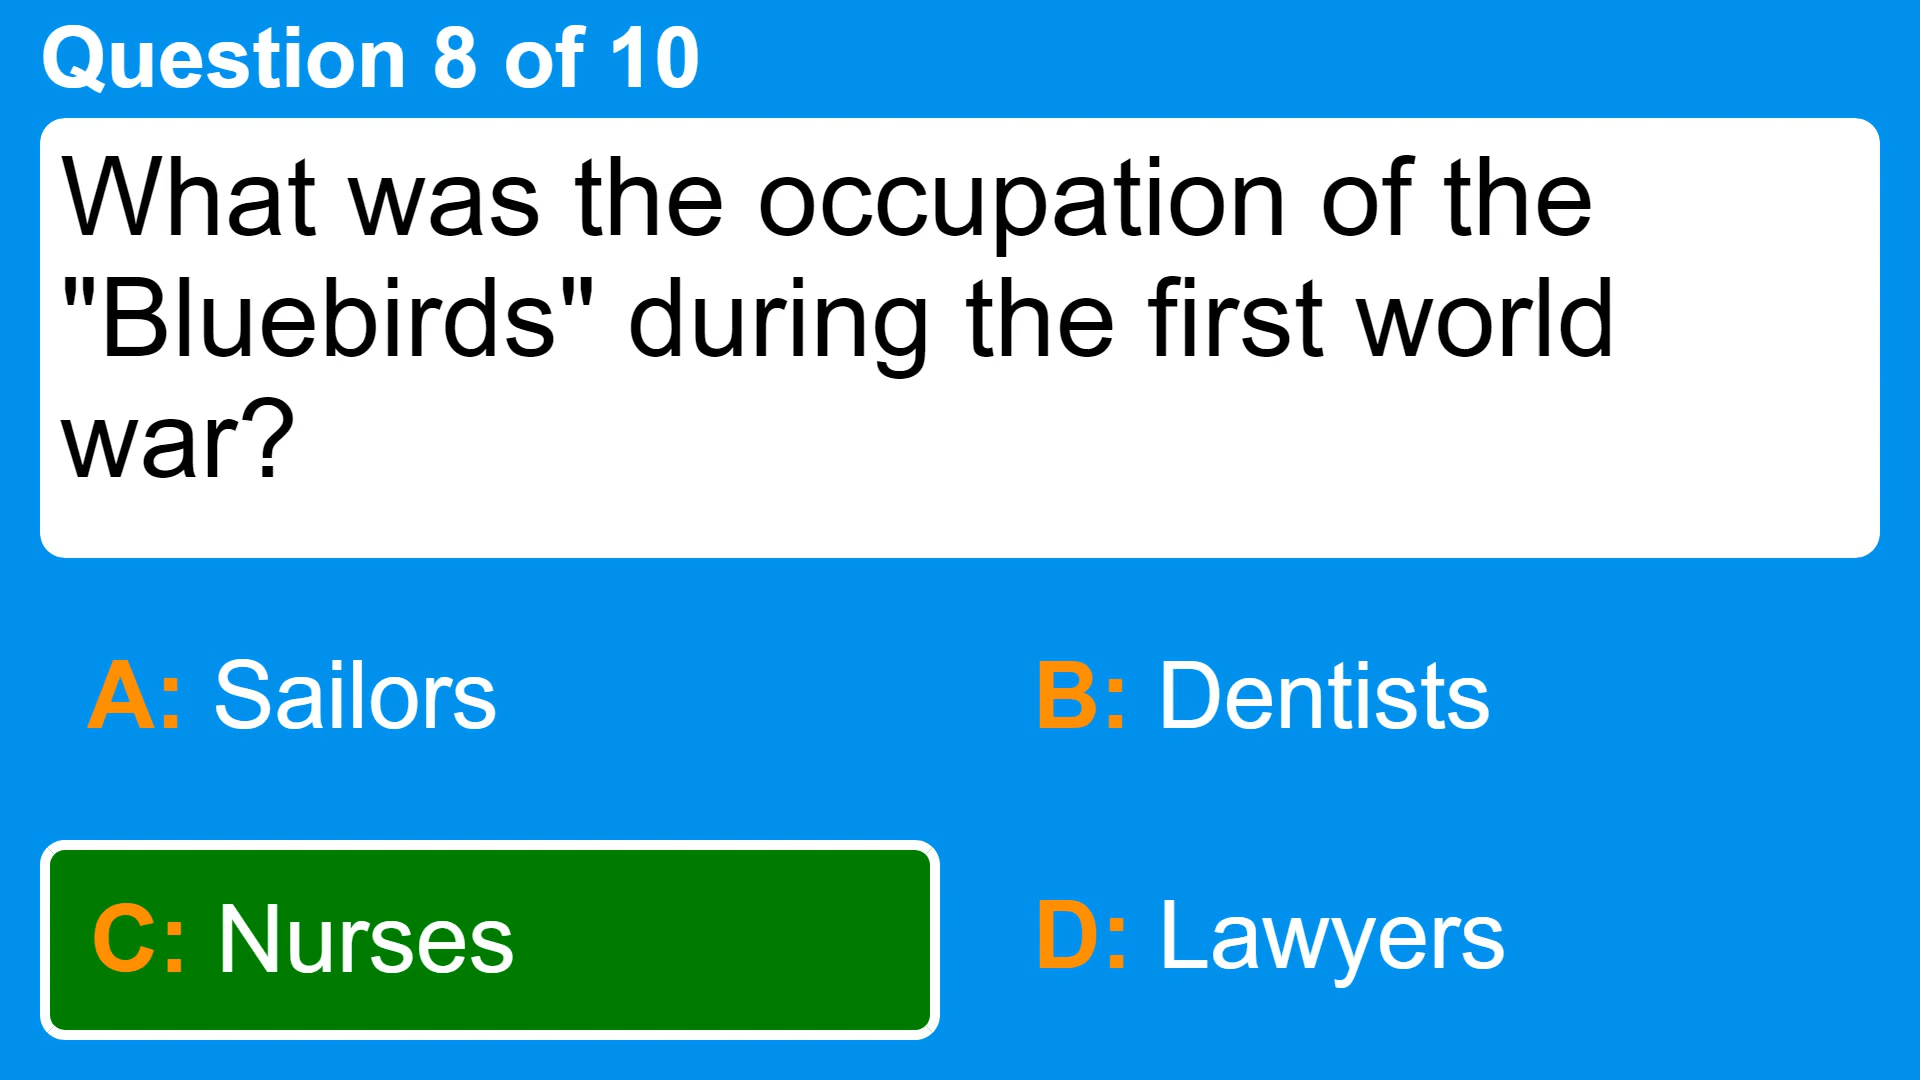 Question 8 of 10
What was the occupation of the
"Bluebirds" during the first world
war?
A: Sailors
B: Dentists
C: Nurses
D: Lawyers